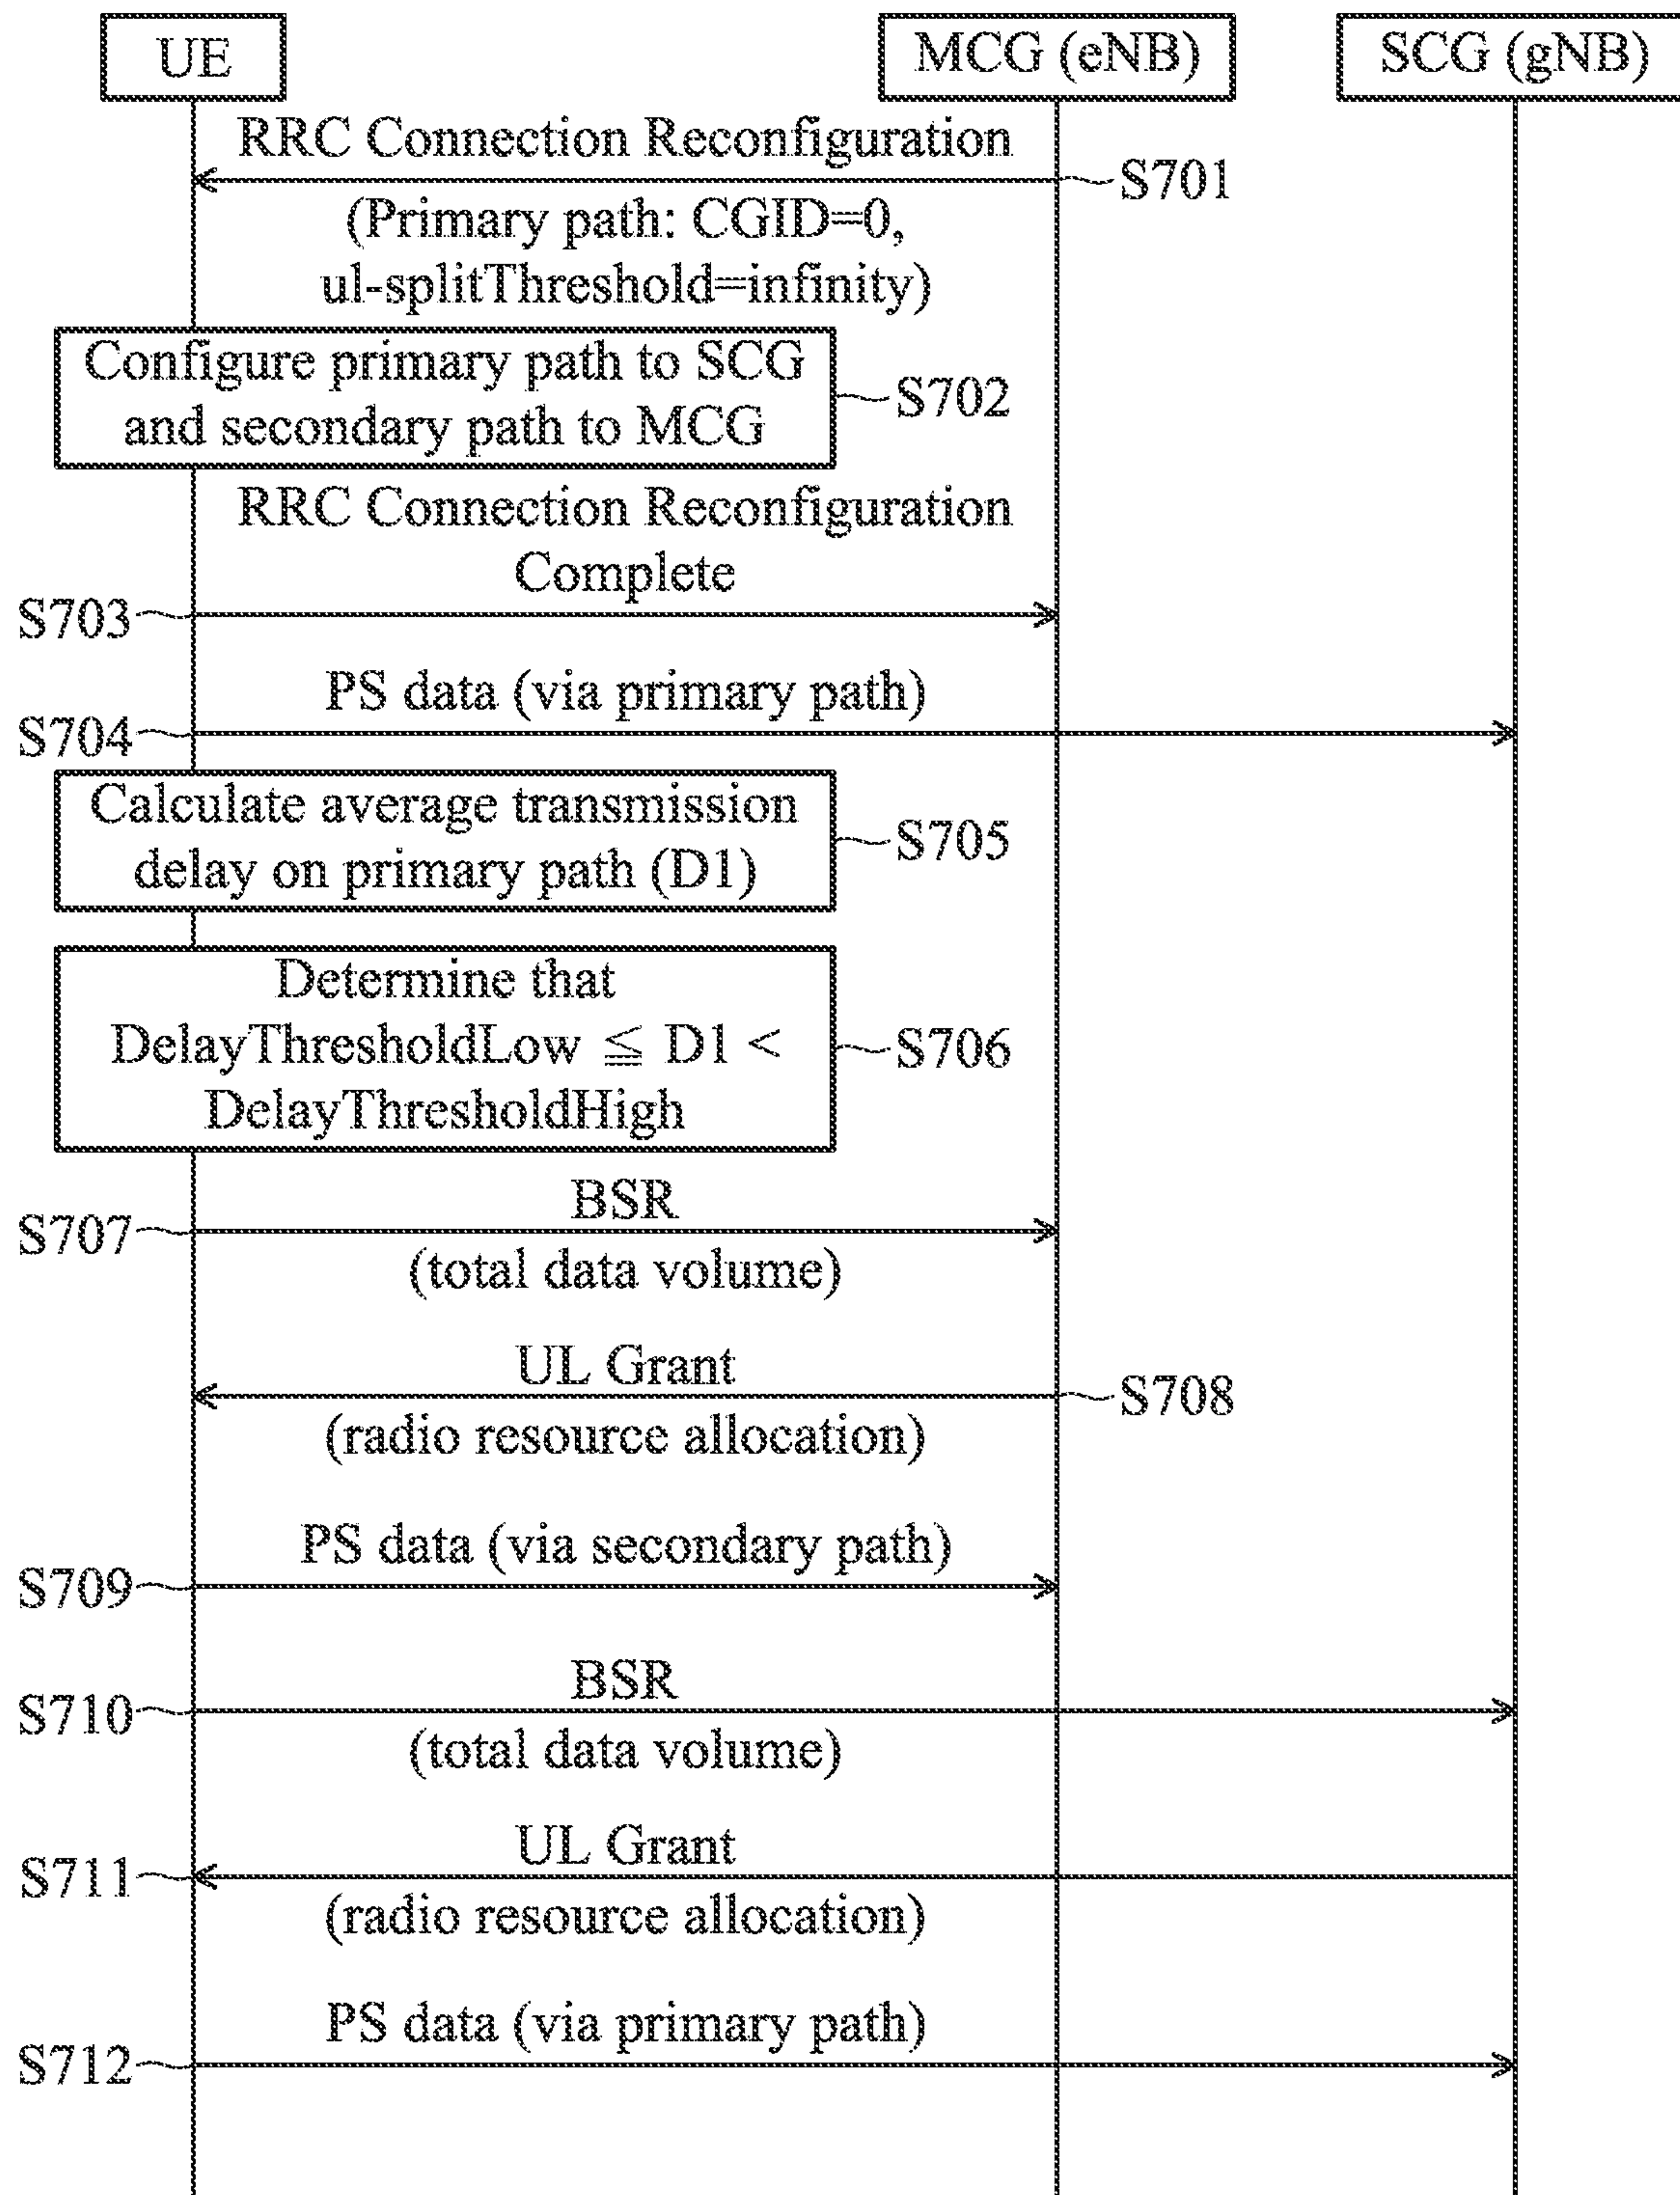 UE
MCG (eNB)
SCG (gNB)
RRC Connection Reconfiguration
S701
(Primary path: CGID=0,
ul-splitThreshold=infinity)
Configure primary path to SCG
and secondary path to MCG
S702
RRC Connection Reconfiguration
Complete
S703
PS data (via primary path)
S704
Calculate average transmission
delay on primary path (D1)
S705
Determine that
DelayThresholdLow ≦ D1 <
DelayThresholdHigh
S706
BSR
S707
(total data volume)
UL Grant
S708
(radio resource allocation)
PS data (via secondary path)
S709
BSR
S710
(total data volume)
UL Grant
S711
(radio resource allocation)
PS data (via primary path)
S712